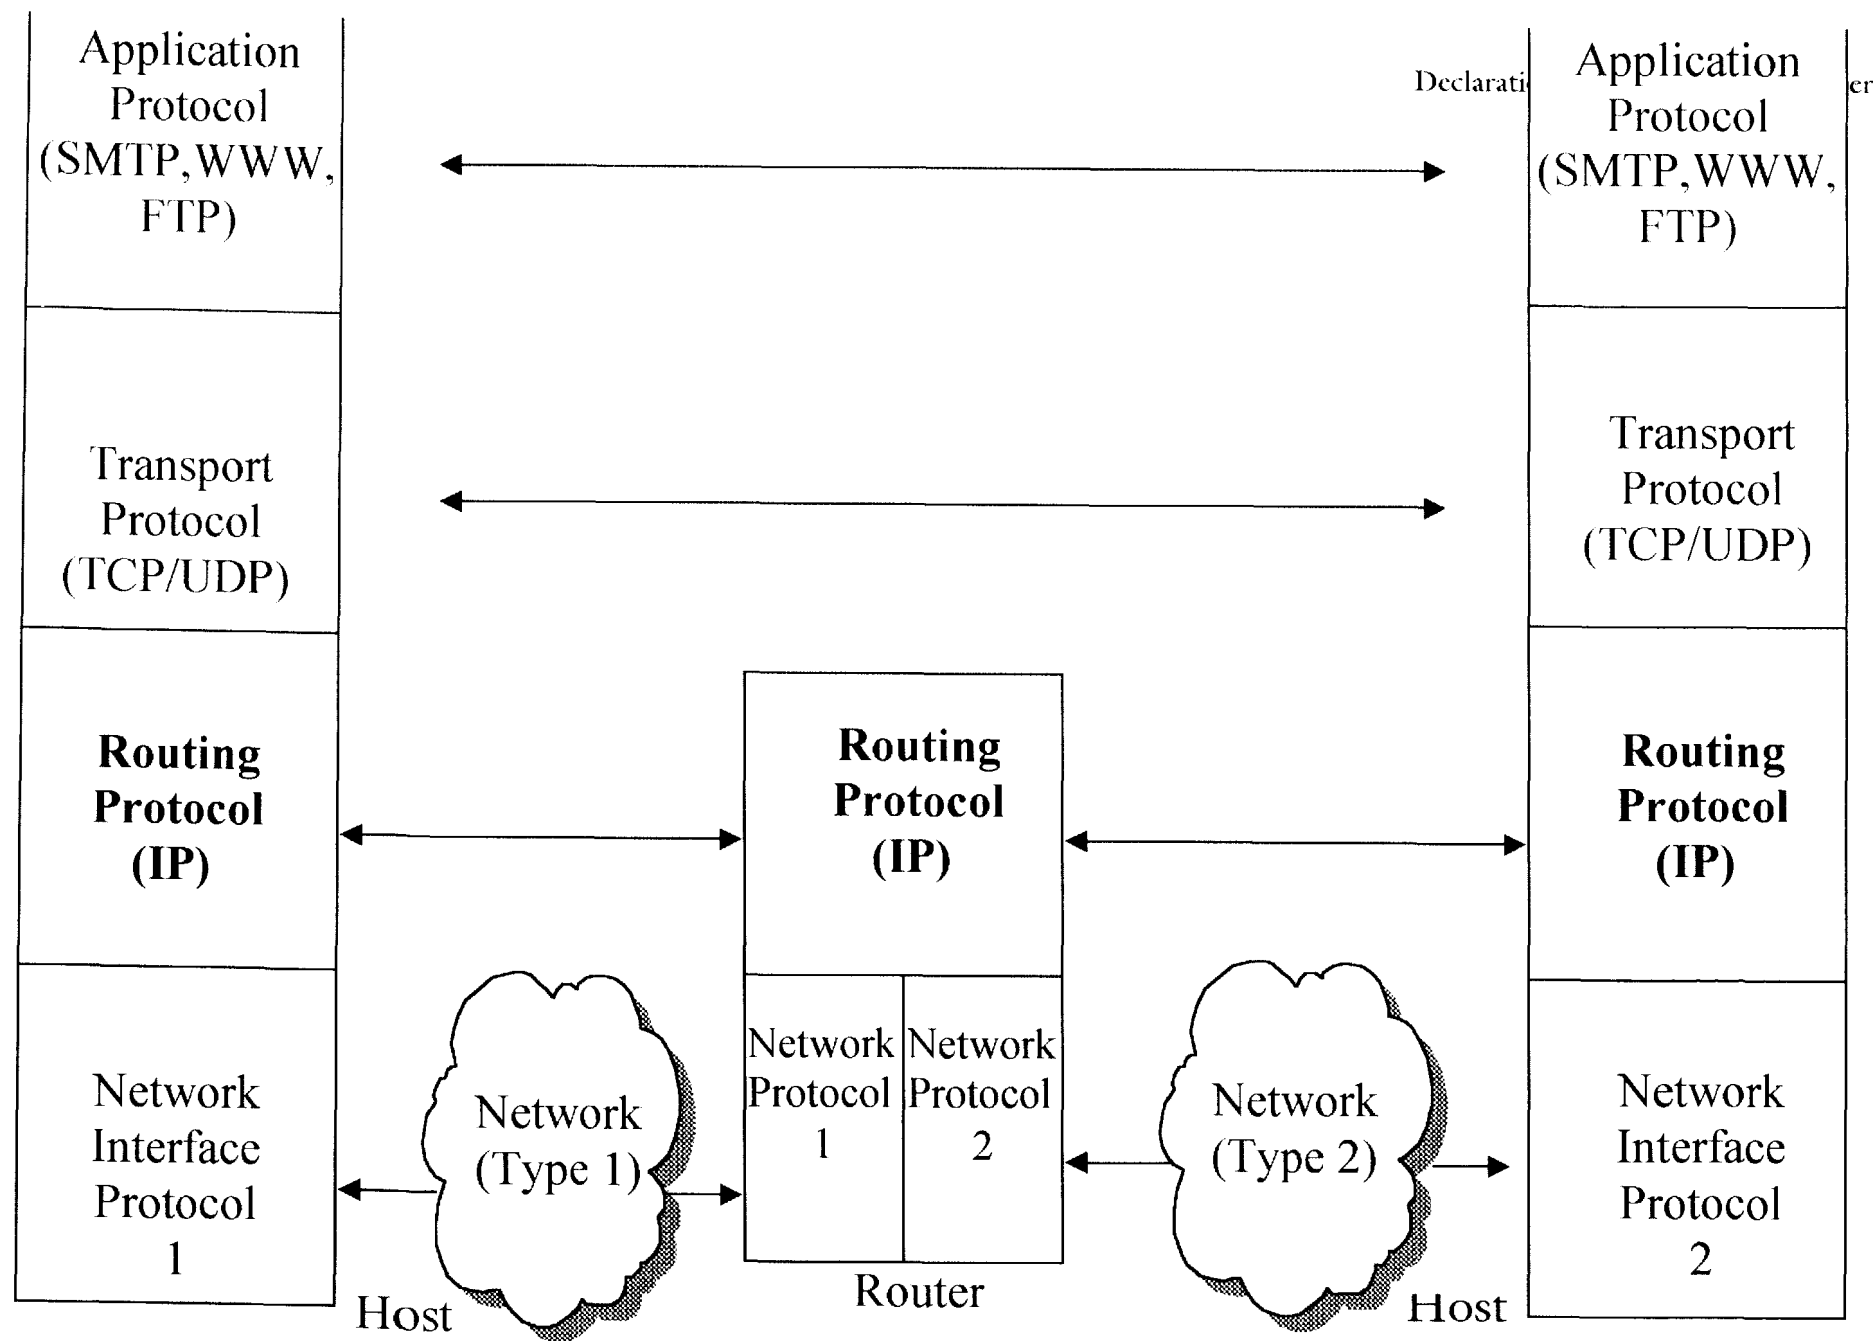 Application
Protocol
(SMTP,WWW,
FTP)
Declarati
er
Application
Protocol
(SMTP,WWW,
FTP)
Transport
Protocol
(TCP/UDP)
Transport
Protocol
(TCP/UDP)
Routing
Protocol
(IP)
Routing
Protocol
(IP)
Routing
Protocol
(IP)
Network
Interface
Protocol
1
Network
(Type 1)
Network
Protocol
1
Network
Protocol
2
Network
(Type 2)
Network
Interface
Protocol
2
Host
Router
Host